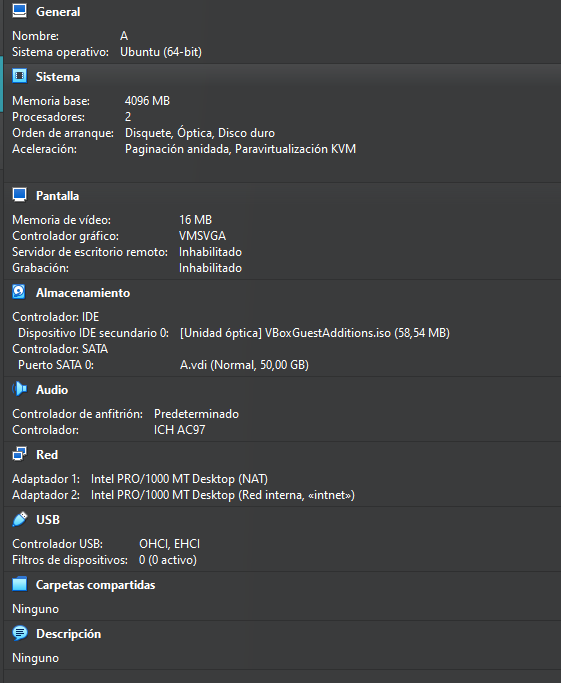 General
Nombre: A
Sistema operativo: Ubuntu (64-bit)
Sistema
Memoria base: 4096 MB
Procesadores: 2
Orden de arranque: Disquete, Óptica, Disco duro
Aceleración: Paginación anidada, Paravirtualización KVM
Pantalla
Memoria de vídeo: 16 MB
Controlador gráfico: VMSVGA
Servidor de escritorio remoto: Inhabilitado
Grabación: Inhabilitado
Almacenamiento
Controlador: IDE
Dispositivo IDE secundario 0: [Unidad óptica] VBoxGuestAdditions.iso (58,54 MB)
Controlador: SATA
Puerto SATA 0: A.vdi (Normal, 50,00 GB)
Audio
Controlador de anfitrión: Predeterminado
Controlador: ICH AC97
Red
Adaptador 1: Intel PRO/1000 MT Desktop (NAT)
Adaptador 2: Intel PRO/1000 MT Desktop (Red interna, «intnet»)
USB
Controlador USB: OHCI, EHCI
Filtros de dispositivos: 0 (0 activo)
Carpetas compartidas
Ninguno
Descripción
Ninguno